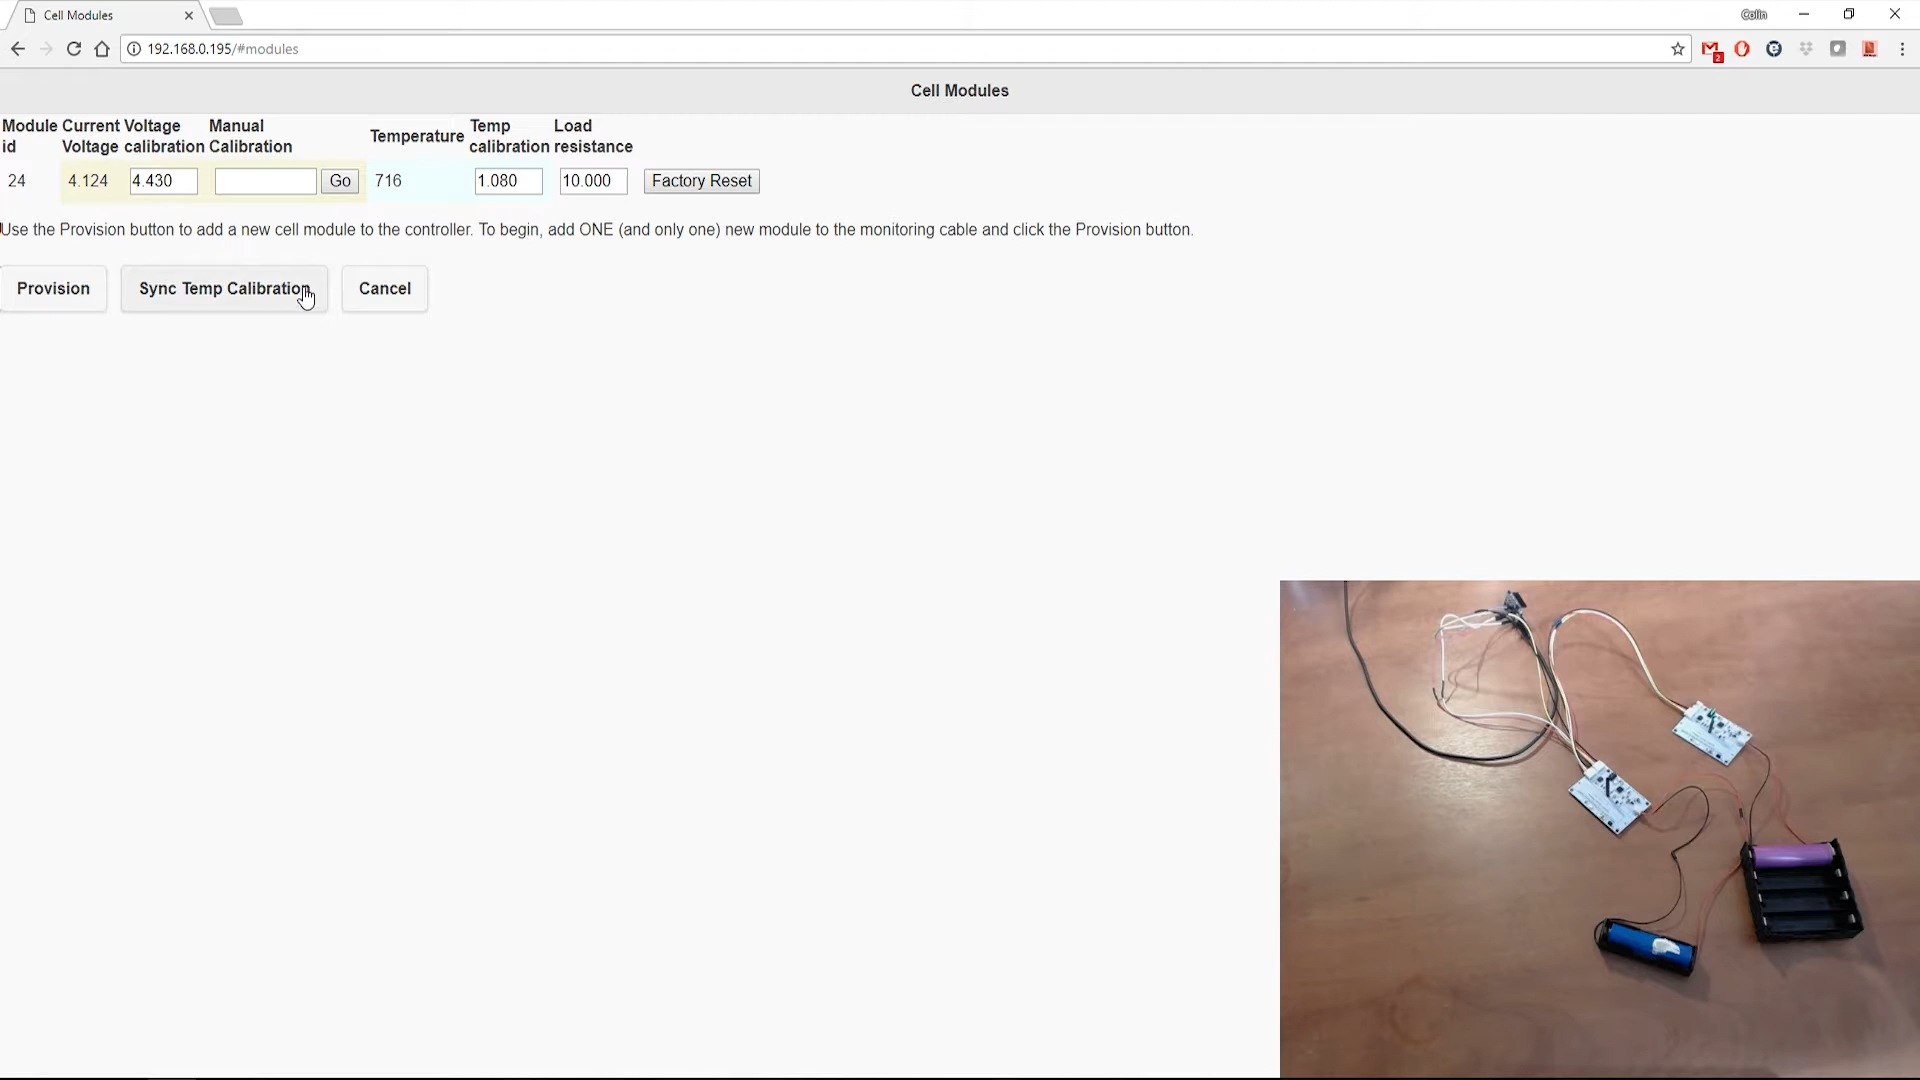 Cell Modules
Colin
192.168.0.195/#modules
2
Cell Modules
Module id Current Voltage Voltage calibration Manual Calibration Temperature Temp calibration Load resistance
24 4.124 4.430 Go 716 1.080 10.000 Factory Reset
Use the Provision button to add a new cell module to the controller. To begin, add ONE (and only one) new module to the monitoring cable and click the Provision button.
Provision Sync Temp Calibration Cancel